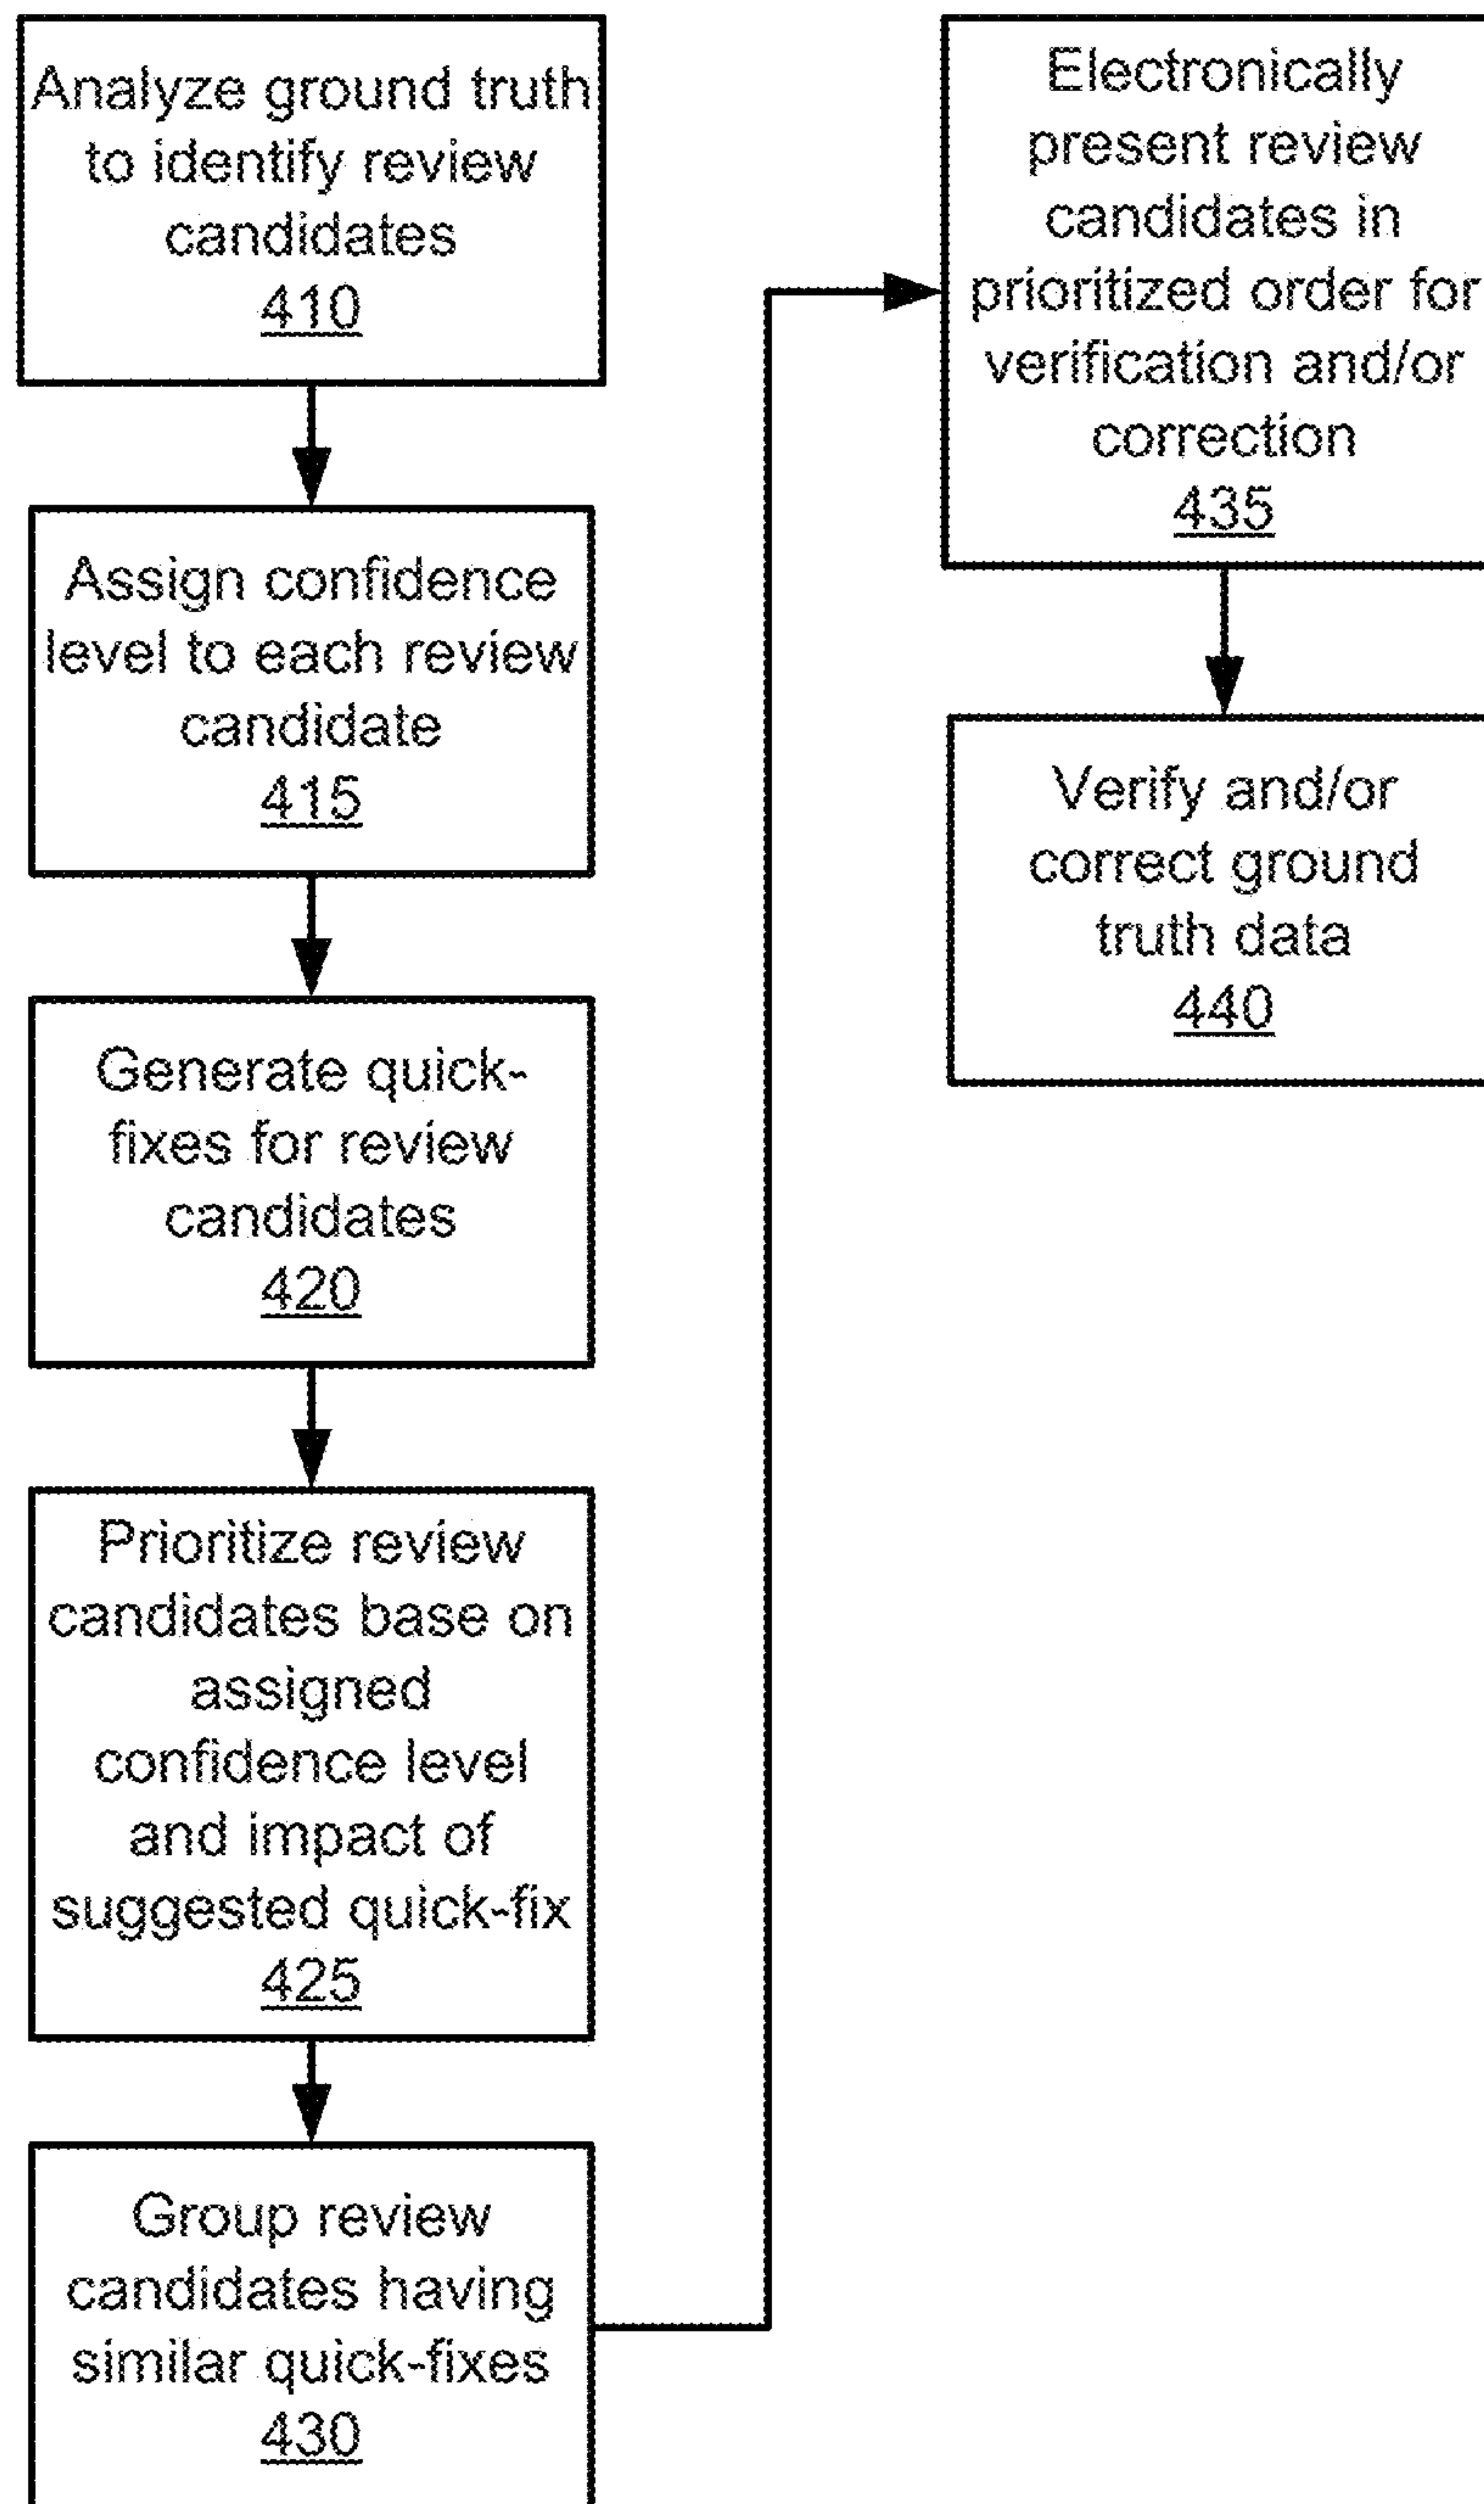 Analyze ground truth
to identify review
candidates
410
Assign confidence
level to each review
candidate
415
Generate quick-
fixes for review
candidates
420
Prioritize review
candidates base on
assigned
confidence level
and impact of
suggested quick-fix
425
Group review
candidates having
similar quick-fixes
430
Electronically
present review
candidates in
prioritized order for
verification and/or
correction
435
Verify and/or
correct ground
truth data
440